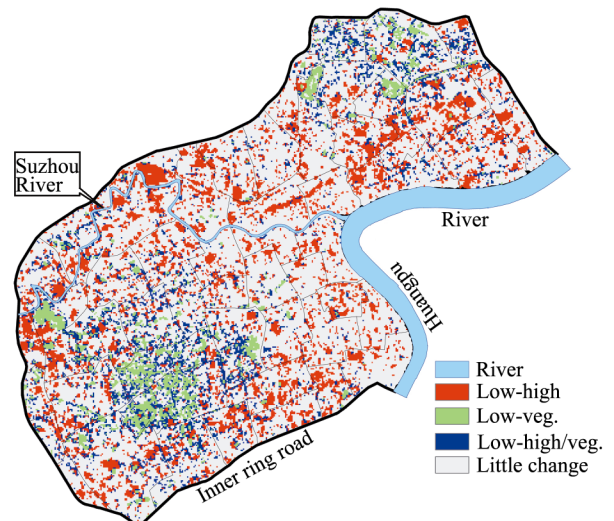 Suzhou
River
River
Huangpu
Inner ring road
River
Low-high
Low-veg.
Low-high/veg.
Little change